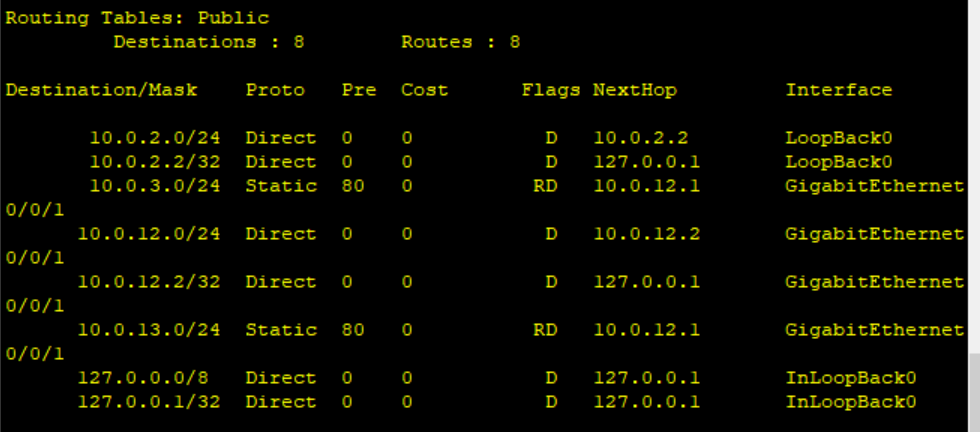 Routing Tables: Public
Destinations : 8 Routes : 8
Destination/Mask Proto Pre Cost Flags NextHop Interface
10.0.2.0/24 Direct 0 0 D 10.0.2.2 LoopBack0
10.0.2.2/32 Direct 0 0 D 127.0.0.1 LoopBack0
10.0.3.0/24 Static 80 0 RD 10.0.12.1 GigabitEthernet
0/0/1
10.0.12.0/24 Direct 0 0 D 10.0.12.2 GigabitEthernet
0/0/1
10.0.12.2/32 Direct 0 0 D 127.0.0.1 GigabitEthernet
0/0/1
10.0.13.0/24 Static 80 0 RD 10.0.12.1 GigabitEthernet
0/0/1
127.0.0.0/8 Direct 0 0 D 127.0.0.1 InLoopBack0
127.0.0.1/32 Direct 0 0 D 127.0.0.1 InLoopBack0